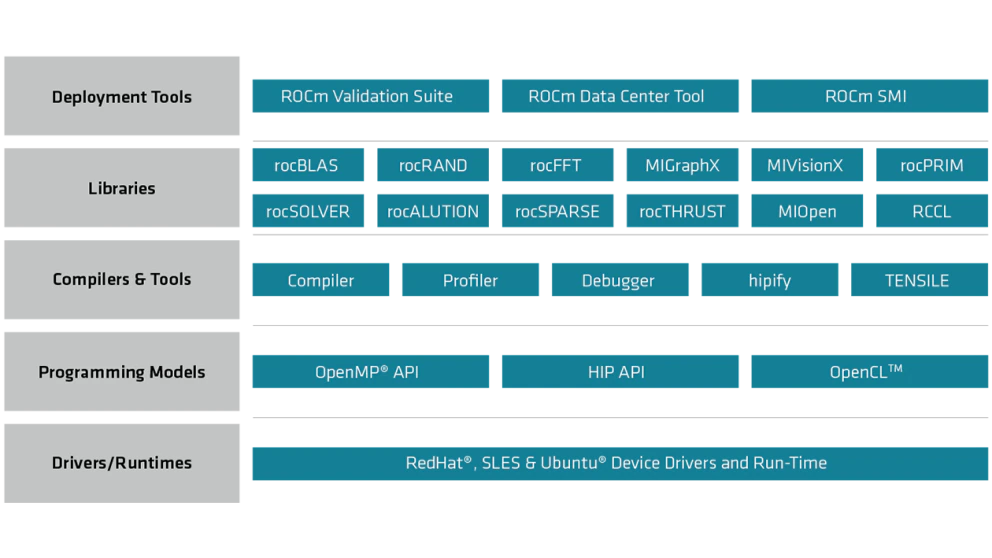 Deployment Tools
ROCm Validation Suite
ROCm Data Center Tool
ROCm SMI
Libraries
rocBLAS
rocRAND
rocFFT
MIGraphX
MIVisionX
rocPRIM
rocSOLVER
rocALUTION
rocSPARSE
rocTHRUST
MIOpen
RCCL
Compilers & Tools
Compiler
Profiler
Debugger
hipify
TENSILE
Programming Models
OpenMP® API
HIP API
OpenCL™
Drivers/Runtimes
RedHat®, SLES & Ubuntu® Device Drivers and Run-Time